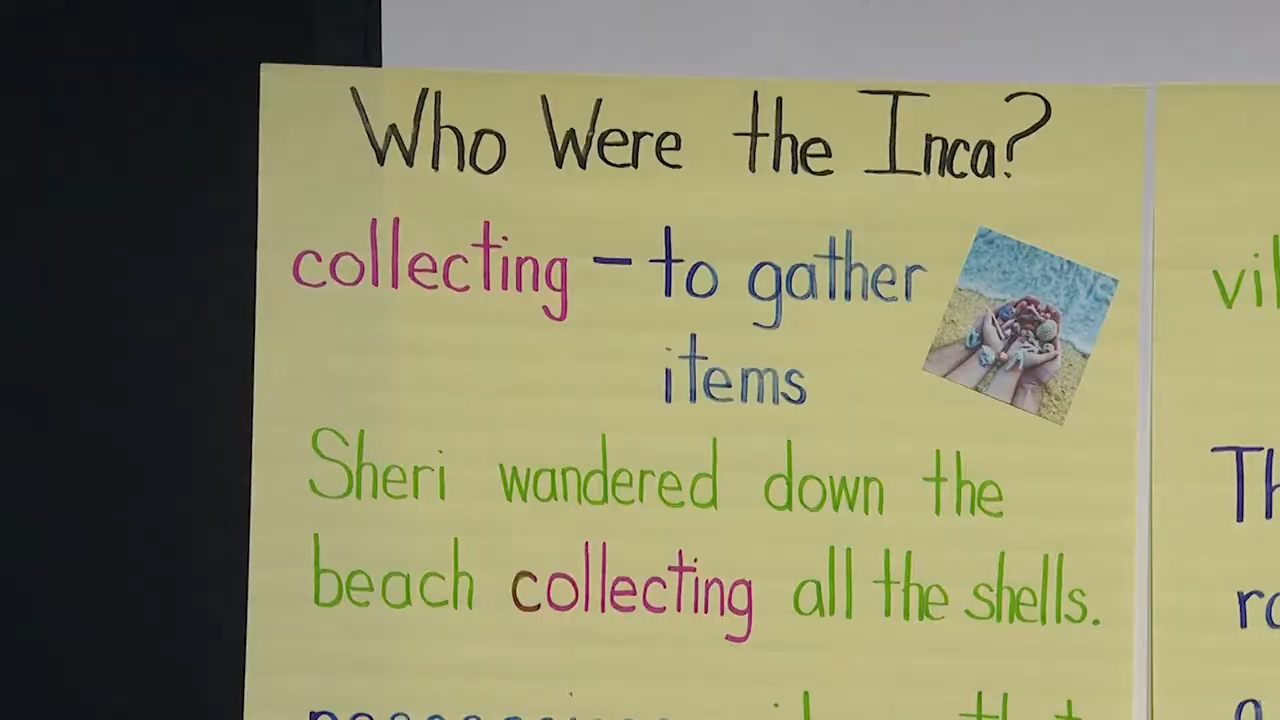 Who Were the Inca?
collecting - to gather
items
Sheri wandered down the
beach collecting all the shells.